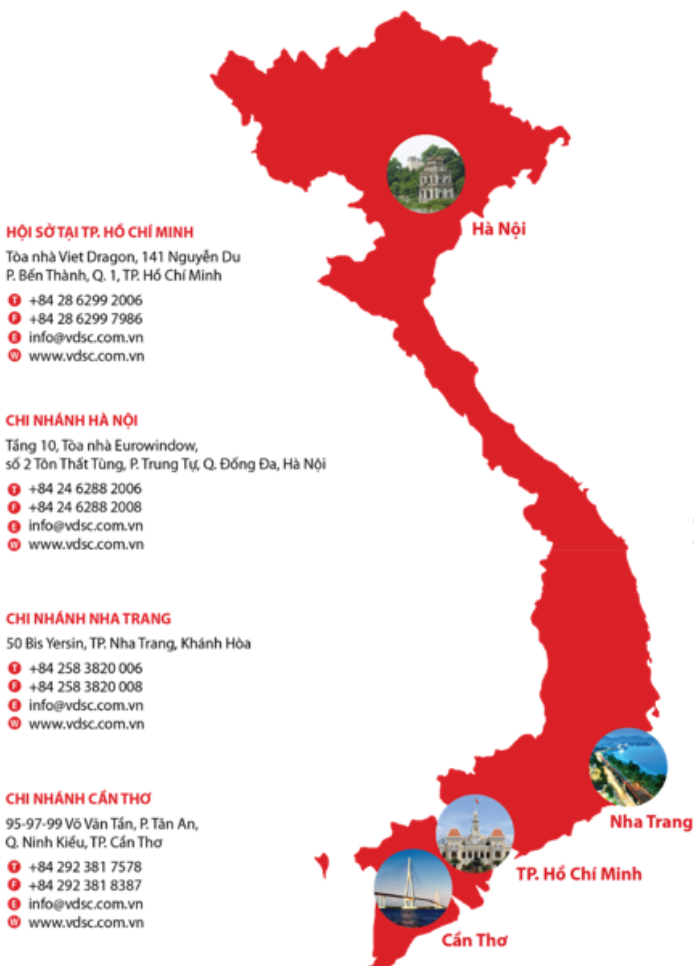 HỘI SỞ TẠI TP. HỒ CHÍ MINH
Tòa nhà Viet Dragon, 141 Nguyễn Du
P. Bến Thành, Q. 1, TP. Hồ Chí Minh
T +84 28 6299 2006
F +84 28 6299 7986
E info@vdsc.com.vn
W www.vdsc.com.vn
CHI NHÁNH HÀ NỘI
Tầng 10, Tòa nhà Eurowindow,
số 2 Tôn Thất Tùng, P. Trung Tự, Q. Đống Đa, Hà Nội
T +84 24 6288 2006
F +84 24 6288 2008
E info@vdsc.com.vn
W www.vdsc.com.vn
CHI NHÁNH NHA TRANG
50 Bis Yersin, TP. Nha Trang, Khánh Hòa
T +84 258 3820 006
F +84 258 3820 008
E info@vdsc.com.vn
W www.vdsc.com.vn
CHI NHÁNH CẦN THƠ
95-97-99 Võ Văn Tần, P. Tân An,
Q. Ninh Kiều, TP. Cần Thơ
T +84 292 381 7578
F +84 292 381 8387
E info@vdsc.com.vn
W www.vdsc.com.vn
Hà Nội
Nha Trang
TP. Hồ Chí Minh
Cần Thơ